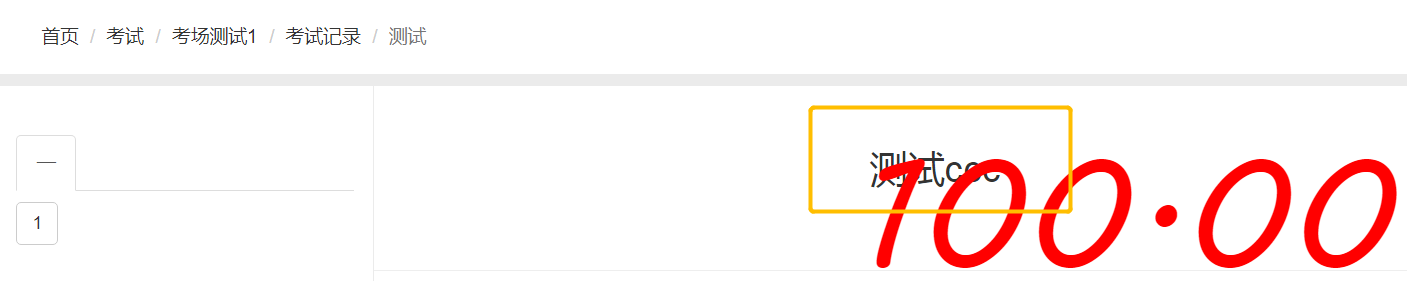 首页 / 考试 / 考场测试1 / 考试记录 / 测试
一
测试ccc
100.00
1